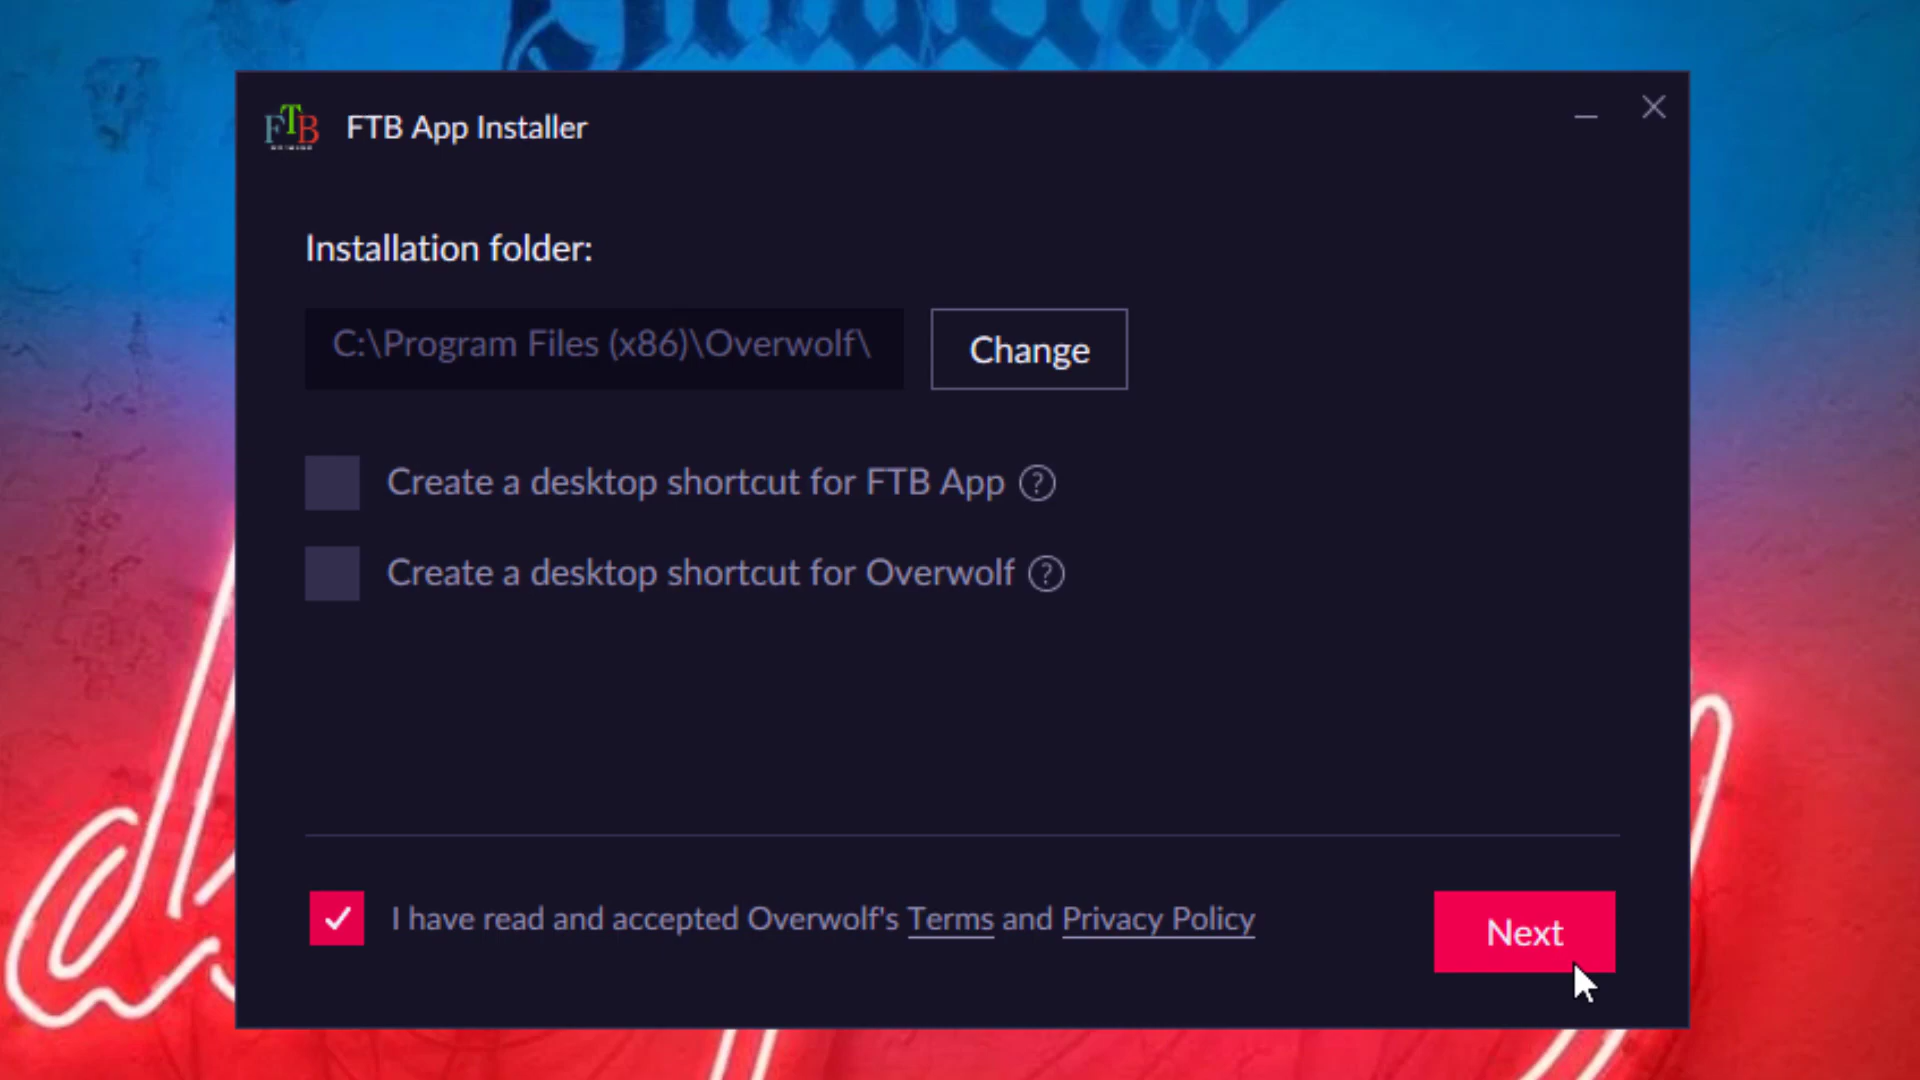 FTB
FTB App Installer
Installation folder:
C:\Program Files (x86)\Overwolf\
Change
Create a desktop shortcut for FTB App ?
Create a desktop shortcut for Overwolf ?
I have read and accepted Overwolf's Terms and Privacy Policy
Next